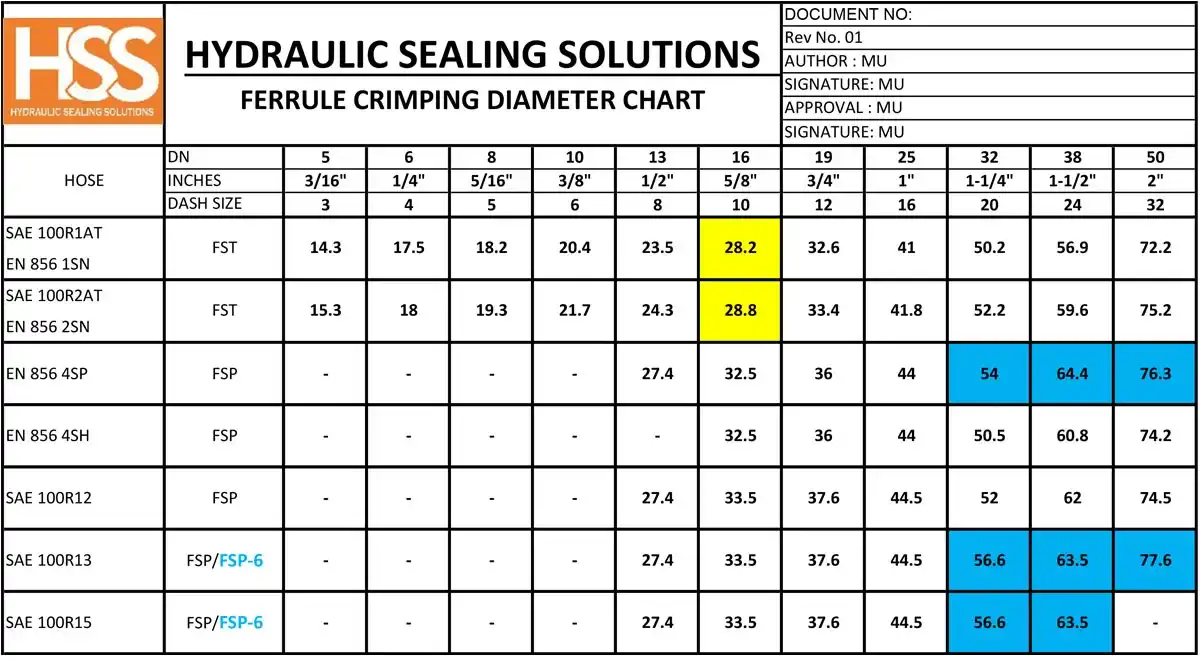 HSS
HYDRAULIC SEALING SOLUTIONS
HYDRAULIC SEALING SOLUTIONS
FERRULE CRIMPING DIAMETER CHART
DOCUMENT NO:
Rev No. 01
AUTHOR : MU
SIGNATURE: MU
APPROVAL : MU
SIGNATURE: MU
HOSE
DN 5 6 8 10 13 16 19 25 32 38 50
INCHES 3/16" 1/4" 5/16" 3/8" 1/2" 5/8" 3/4" 1" 1-1/4" 1-1/2" 2"
DASH SIZE 3 4 5 6 8 10 12 16 20 24 32
SAE 100R1AT
EN 856 1SN
FST 14.3 17.5 18.2 20.4 23.5 28.2 32.6 41 50.2 56.9 72.2
SAE 100R2AT
EN 856 2SN
FST 15.3 18 19.3 21.7 24.3 28.8 33.4 41.8 52.2 59.6 75.2
EN 856 4SP FSP - - - - 27.4 32.5 36 44 54 64.4 76.3
EN 856 4SH FSP - - - - - 32.5 36 44 50.5 60.8 74.2
SAE 100R12 FSP - - - - 27.4 33.5 37.6 44.5 52 62 74.5
SAE 100R13 FSP/FSP-6 - - - - 27.4 33.5 37.6 44.5 56.6 63.5 77.6
SAE 100R15 FSP/FSP-6 - - - - 27.4 33.5 37.6 44.5 56.6 63.5 -